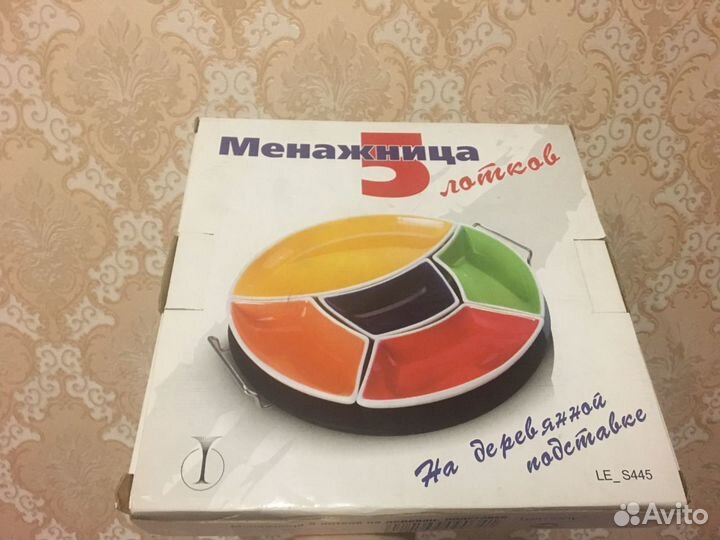 Менажница
5
лотков
На деревянной
подставке
LE_S445
Avito